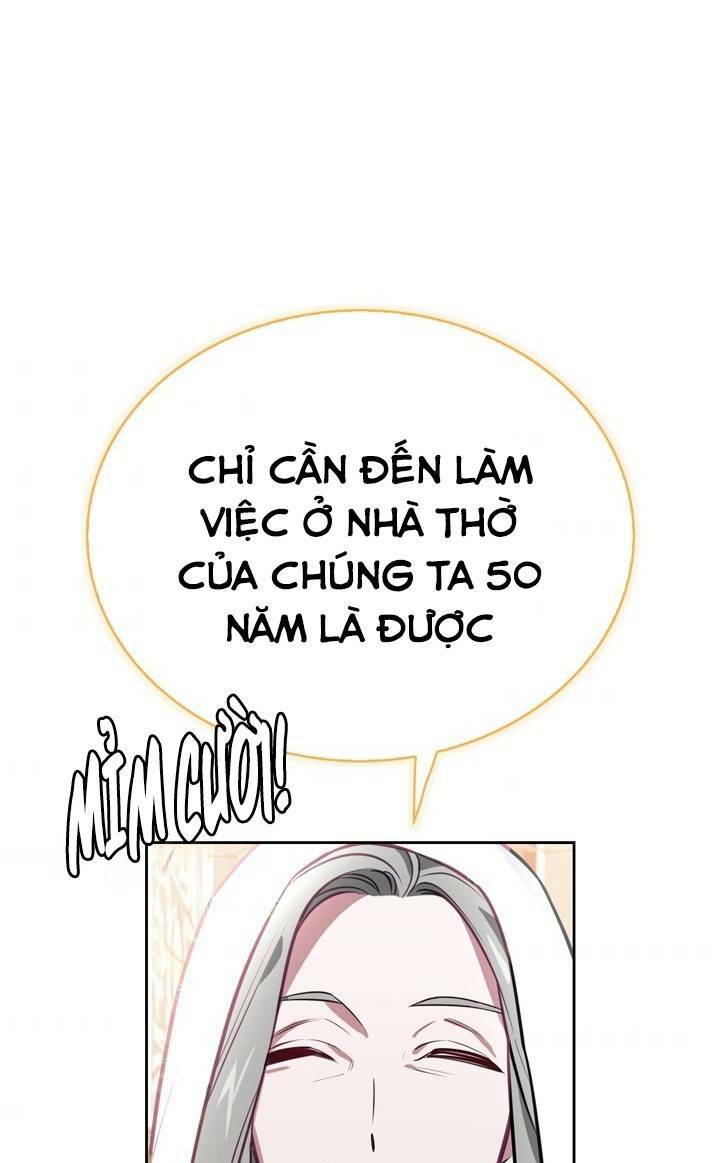 CHỈ CẦN ĐẾN LÀM
VIỆC Ở NHÀ THỜ
CỦA CHÚNG TA 50
NĂM LÀ ĐƯỢC
MỈM CƯỜI!